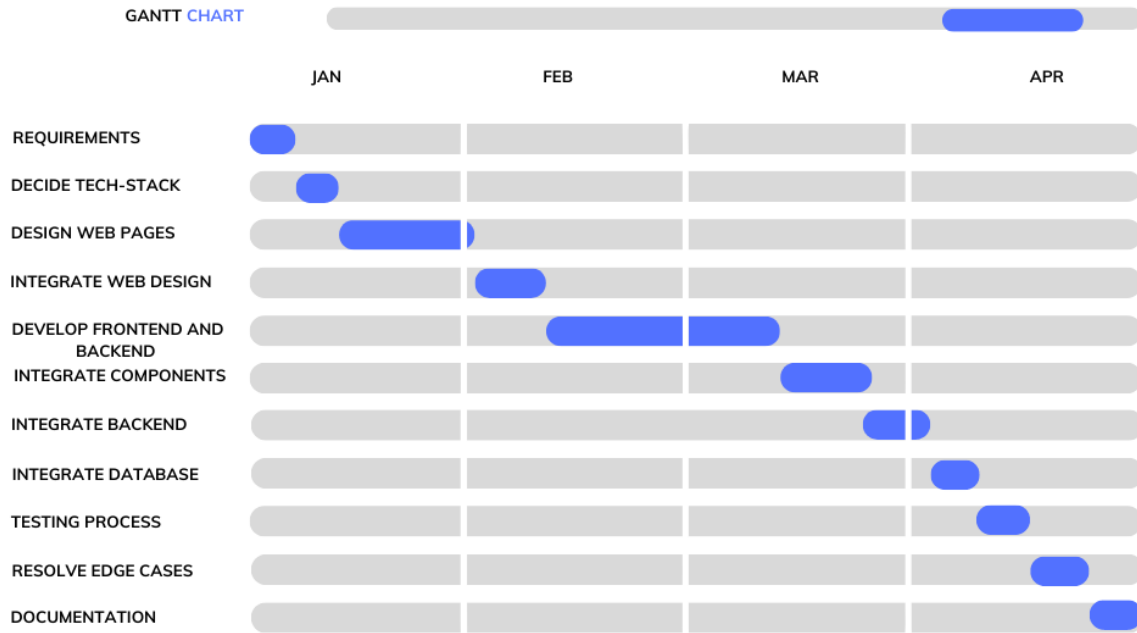 GANTT CHART
JAN FEB MAR APR
REQUIREMENTS
DECIDE TECH-STACK
DESIGN WEB PAGES
INTEGRATE WEB DESIGN
DEVELOP FRONTEND AND
BACKEND
INTEGRATE COMPONENTS
INTEGRATE BACKEND
INTEGRATE DATABASE
TESTING PROCESS
RESOLVE EDGE CASES
DOCUMENTATION